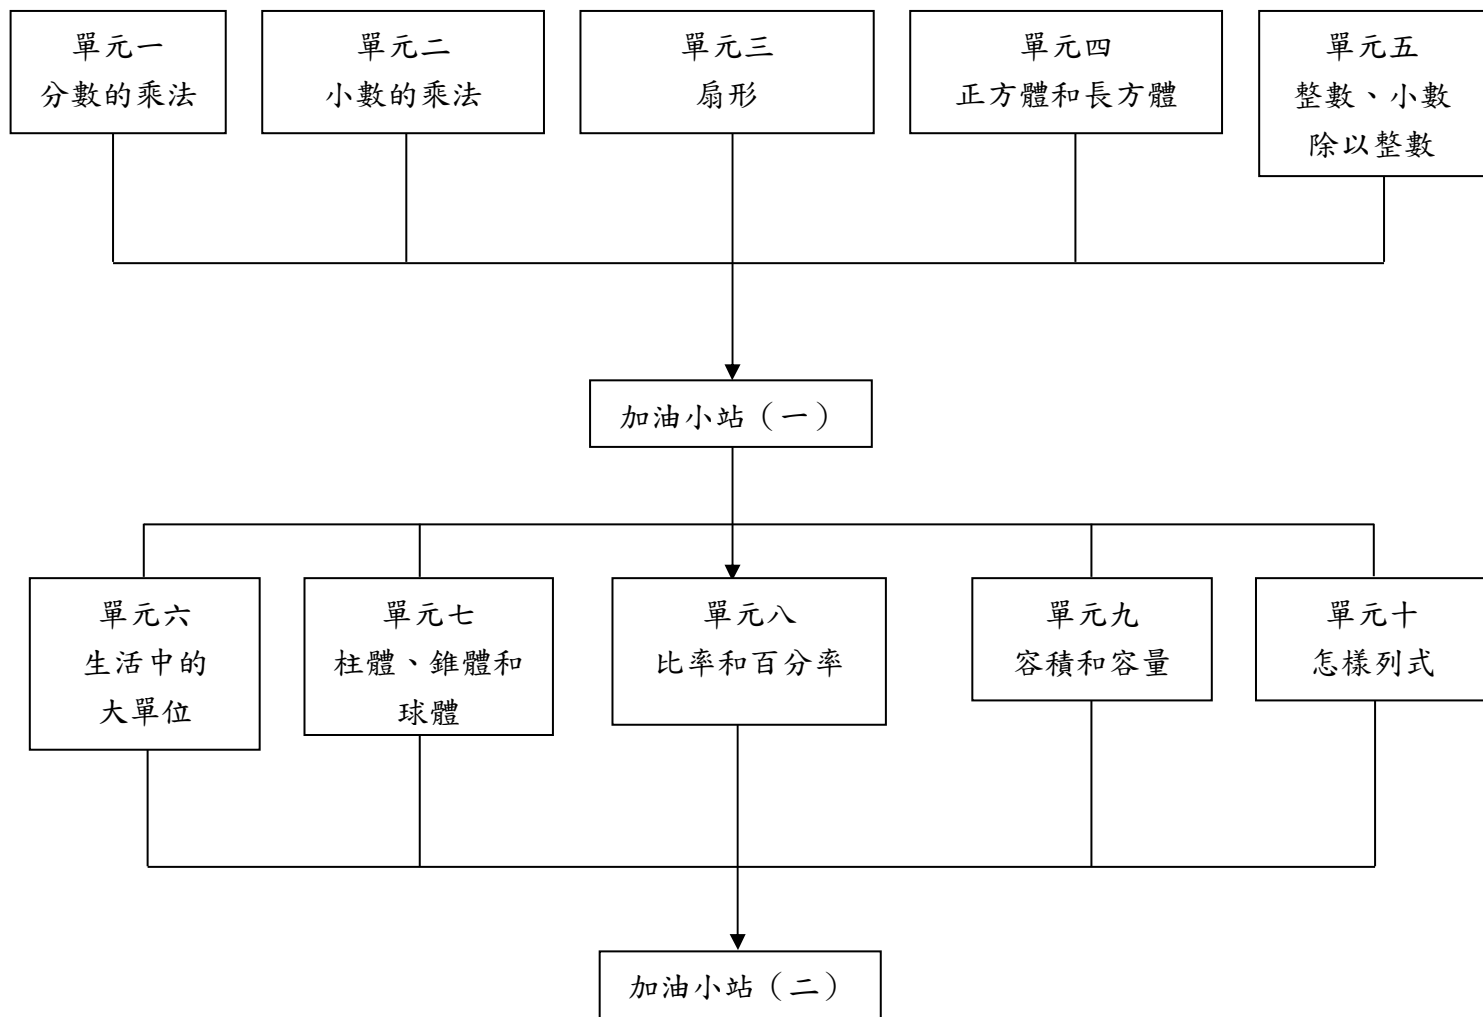 單元一
分數的乘法
單元二
小數的乘法
單元三
扇形
單元四
正方體和長方體
單元五
整數、小數
除以整數
加油小站（一）
單元六
生活中的
大單位
單元七
柱體、錐體和
球體
單元八
比率和百分率
單元九
容積和容量
單元十
怎樣列式
加油小站（二）